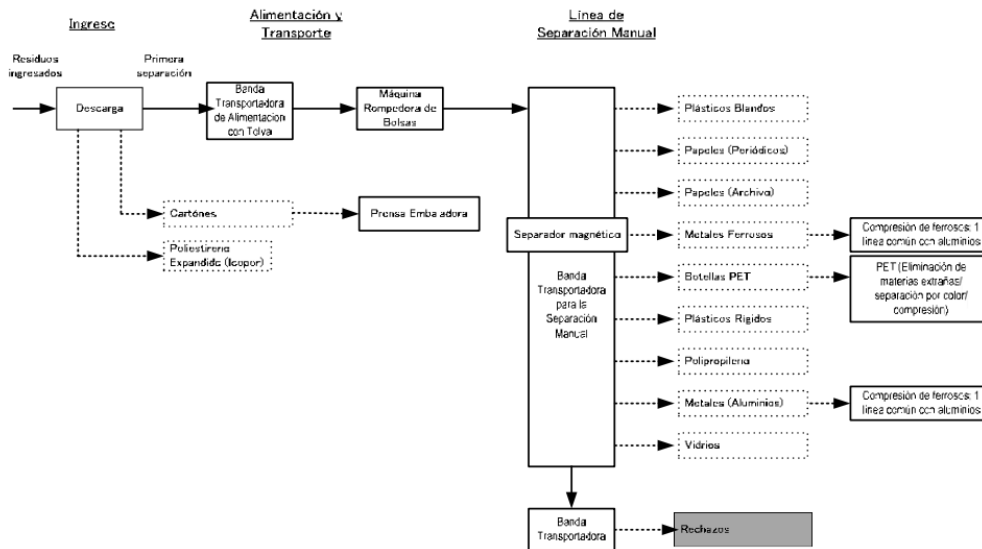 Ingreso
Alimentación y
Transporte
Línea de
Separación Manual
Residuos
ingresados
Primera
separación
Descarga
Banda
Transportadora
de Alimentacion
con Tolva
Máquina
Rompedora de
Bolsas
Cartónes
Prensa Embaladora
Poliestireno
Expandido (Icopor)
Separador magnético
Banda
Transportadora
para la
Separación
Manual
Plásticos Blandos
Papeles (Periódicos)
Papeles (Archivo)
Metales Ferrosos
Compresión de ferrosos: 1
línea común con aluminios
Botellas PET
PET (Eliminación de
materias extrañas/
separación por color/
compresión)
Plásticos Rígidos
Polipropileno
Metales (Aluminios)
Compresión de ferrosos: 1
línea común con aluminios
Vidrios
Banda
Transportadora
Rechazos